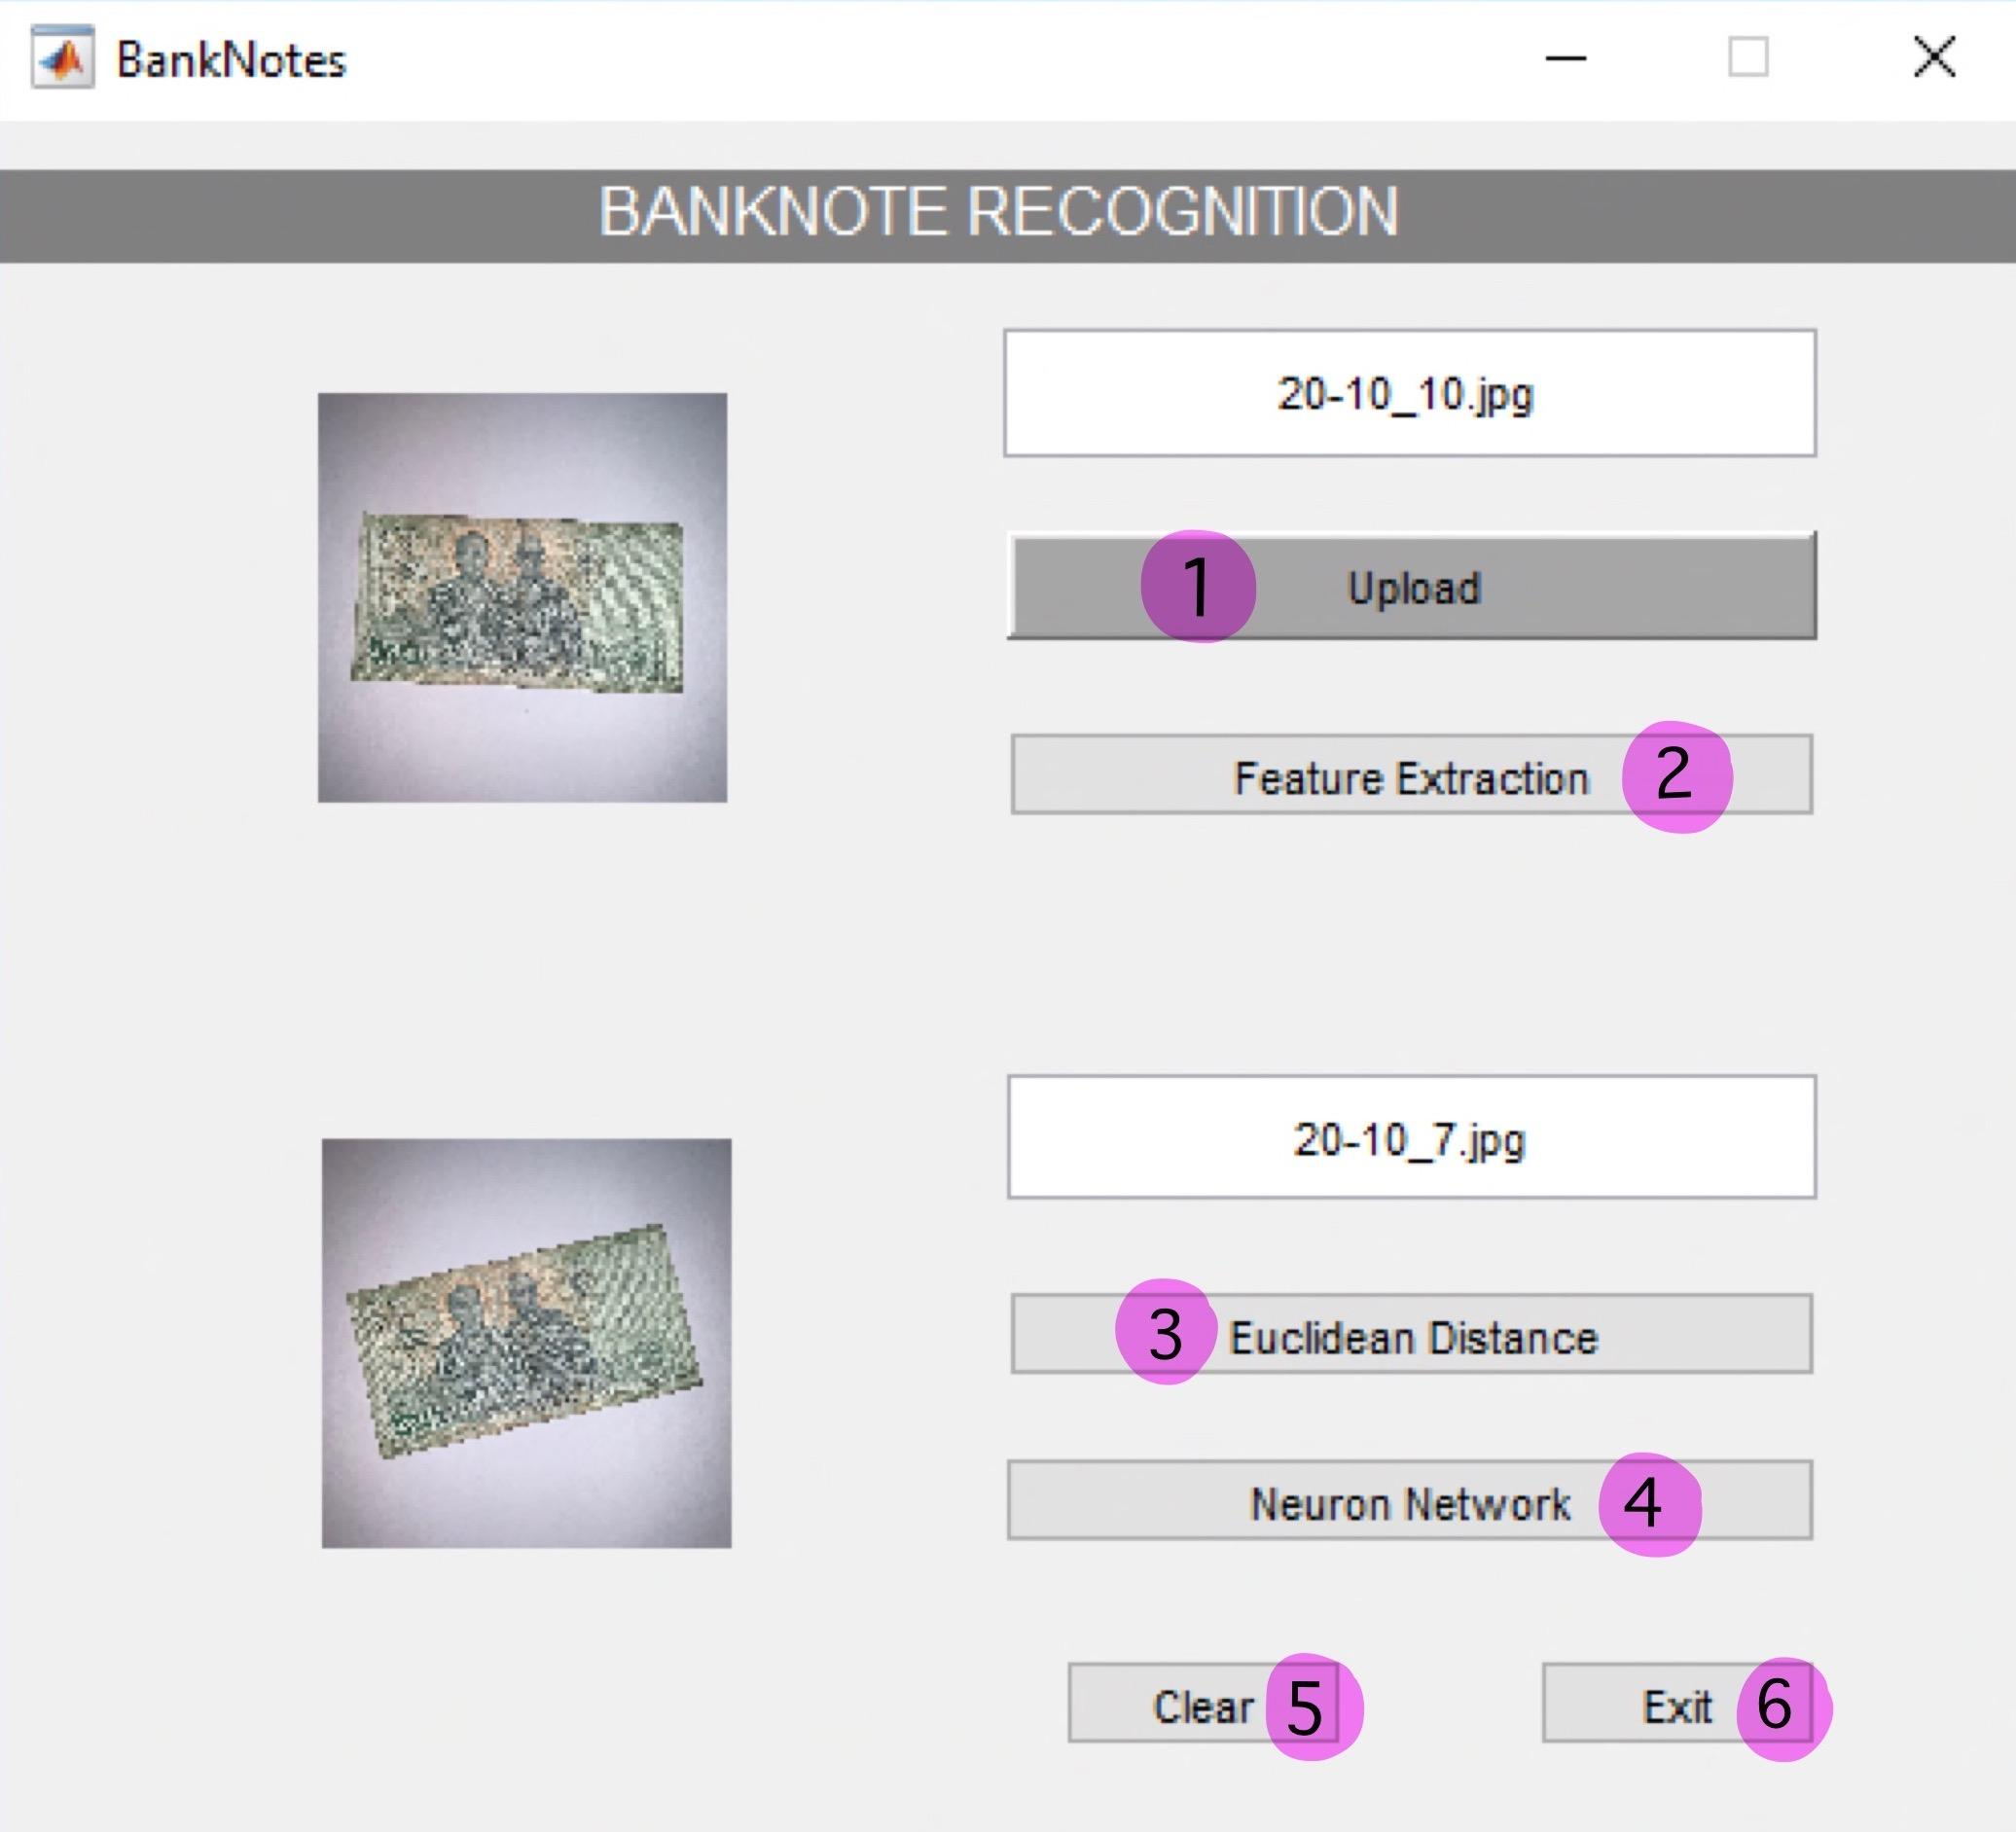 BankNotes
BANKNOTE RECOGNITION
20-10_10.jpg
1 Upload
Feature Extraction 2
20-10_7.jpg
3 Euclidean Distance
Neuron Network 4
Clear 5 Exit 6